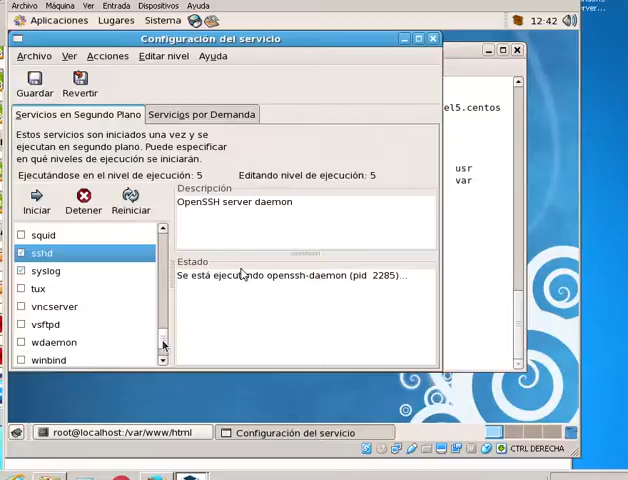 Archivo Máquina Ver Entrada Dispositivos Ayuda
Aplicaciones Lugares Sistema 12:42
Configuración del servicio
Archivo Ver Acciones Editar nivel Ayuda
Guardar Revertir
el5.centos
Servicios en Segundo Plano Servicios por Demanda
Estos servicios son iniciados una vez y se
ejecutan en segundo plano. Puede especificar
en qué niveles de ejecución se iniciarán.
usr
var
Ejecutándose en el nivel de ejecución: 5 Editando nivel de ejecución: 5
Iniciar Detener Reiniciar
Descripción
OpenSSH server daemon
squid
sshd
syslog
tux
vncserver
vsftpd
wdaemon
winbind
Estado
Se está ejecutando openssh-daemon (pid 2285)...
root@localhost:/var/www/html Configuración del servicio
CTRL DERECHA